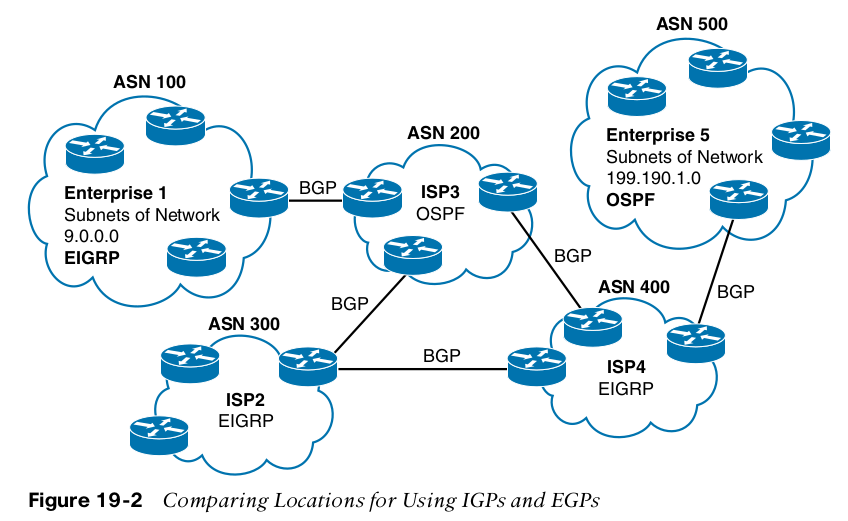 ASN 500
ASN 100
Enterprise 1
Subnets of Network
9.0.0.0
EIGRP
BGP
ASN 200
ISP3
OSPF
Enterprise 5
Subnets of Network
199.190.1.0
OSPF
BGP
BGP
BGP
ASN 300
ISP2
EIGRP
BGP
ASN 400
ISP4
EIGRP
Figure 19-2 Comparing Locations for Using IGPs and EGPs